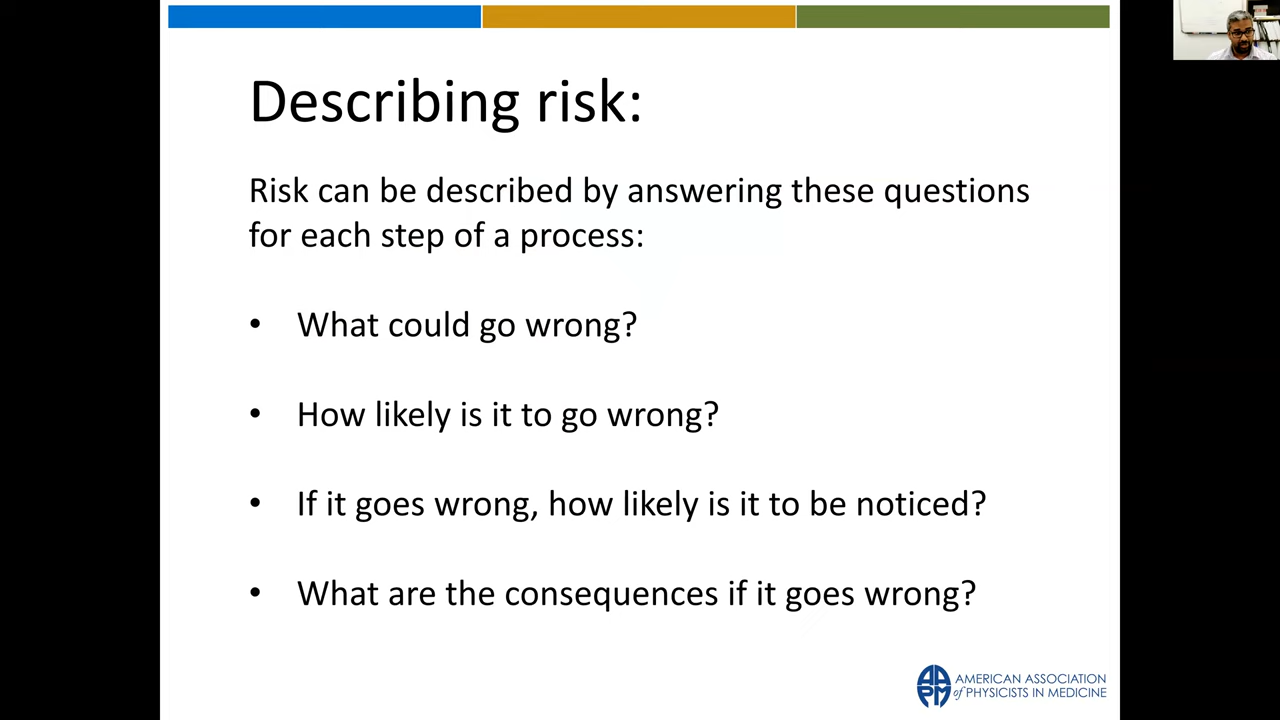 Describing risk:
Risk can be described by answering these questions
for each step of a process:
• What could go wrong?
• How likely is it to go wrong?
• If it goes wrong, how likely is it to be noticed?
• What are the consequences if it goes wrong?
AAPM
AMERICAN ASSOCIATION
of PHYSICISTS IN MEDICINE